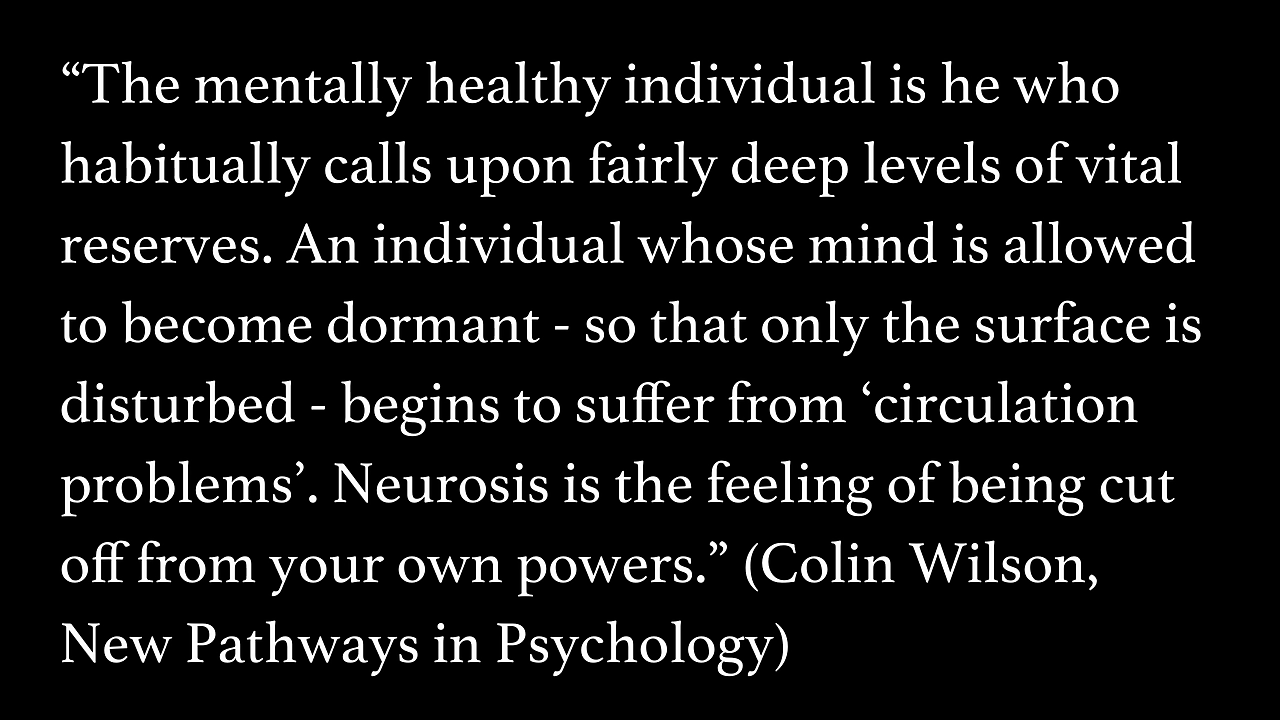 “The mentally healthy individual is he who
habitually calls upon fairly deep levels of vital
reserves. An individual whose mind is allowed
to become dormant - so that only the surface is
disturbed - begins to suffer from ‘circulation
problems’. Neurosis is the feeling of being cut
off from your own powers.” (Colin Wilson,
New Pathways in Psychology)